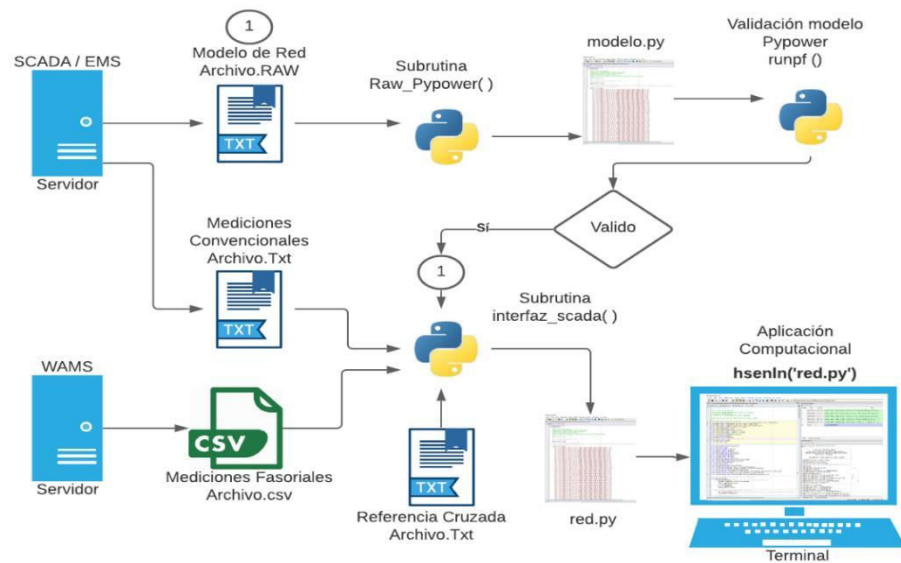 1
Modelo de Red
Archivo.RAW
TXT
SCADA / EMS
Servidor
Subrutina
Raw_Pypower( )
modelo.py
Validación modelo
Pypower
runpf ()
Valido
Sí
1
Mediciones
Convencionales
Archivo.Txt
TXT
Subrutina
interfaz_scada( )
WAMS
Servidor
CSV
Mediciones Fasoriales
Archivo.csv
TXT
Referencia Cruzada
Archivo.Txt
red.py
Aplicación
Computacional
hsenln('red.py')
Terminal